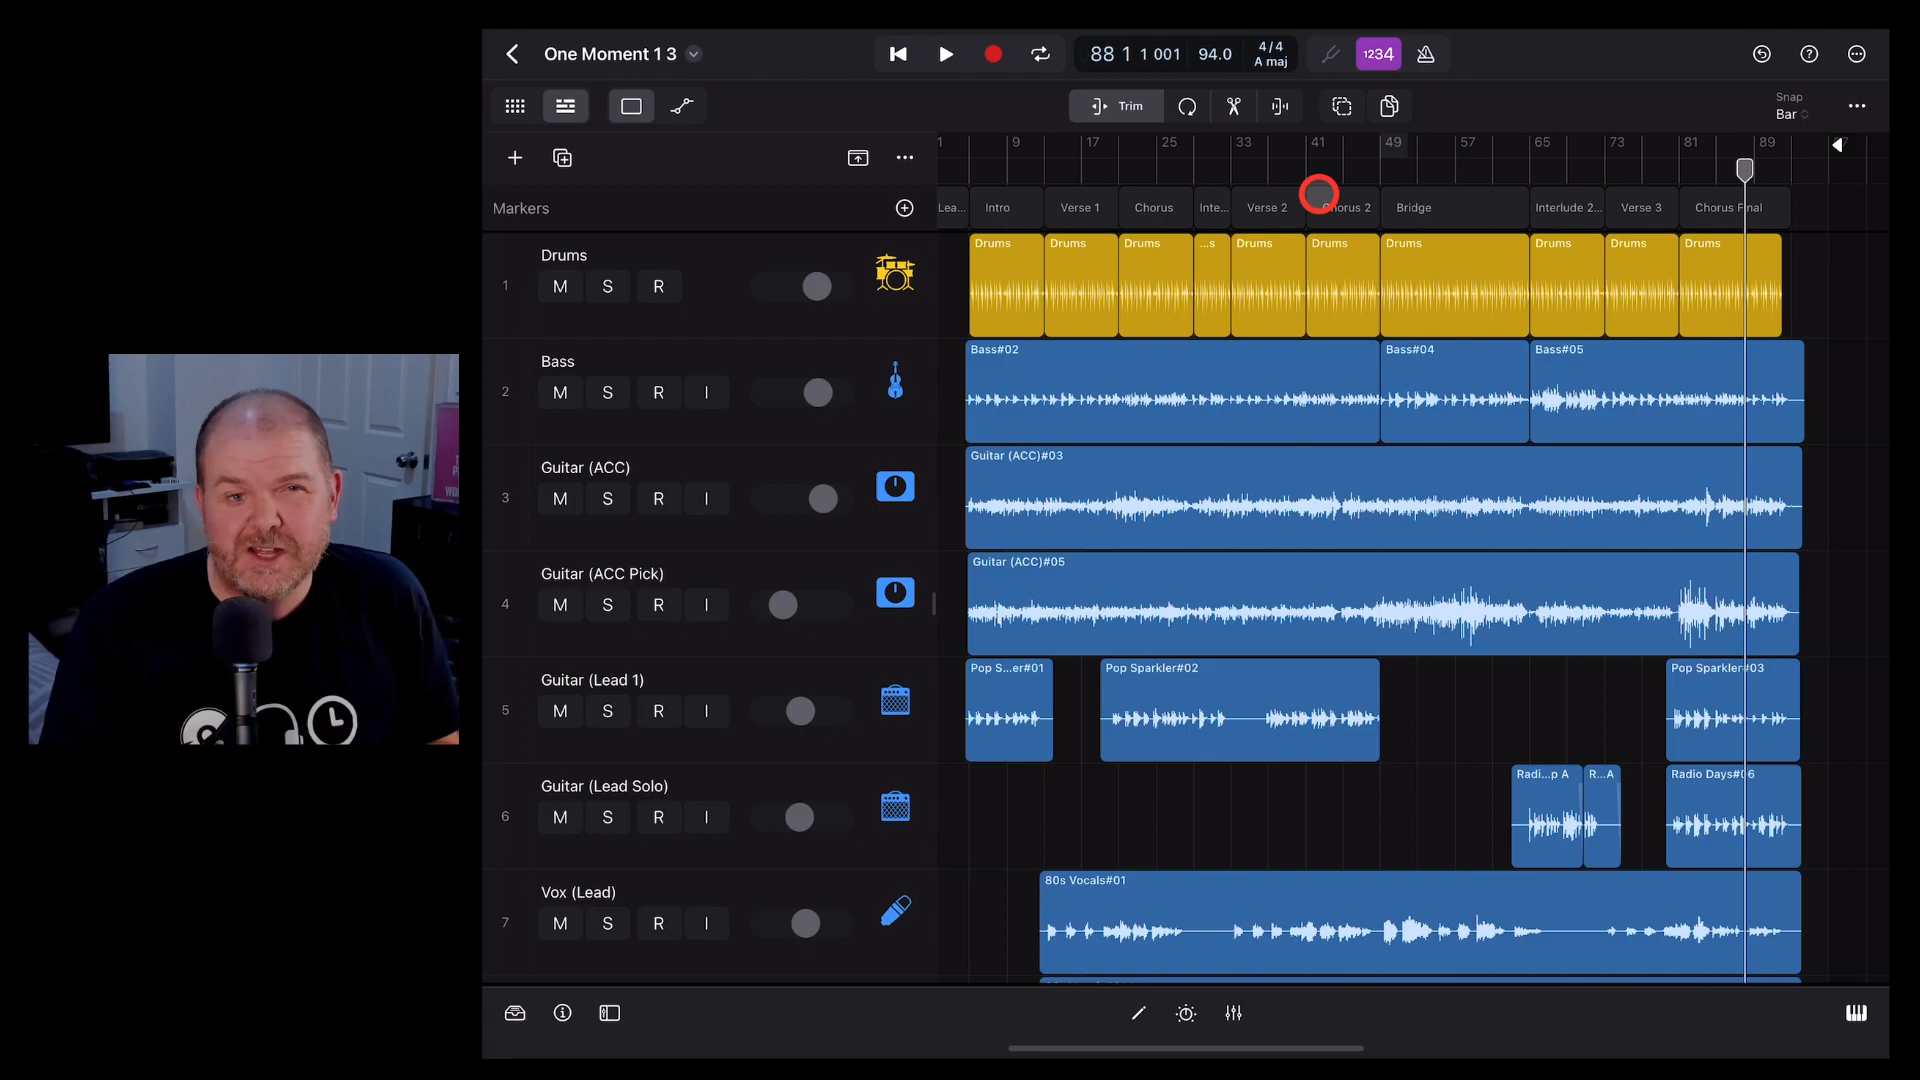 One Moment 1 3
88 1 1 001 94.0 4/4 A maj
1234
Trim
Snap
Bar
1 9 17 25 33 41 49 57 65 73 81 89
Markers
Lea... Intro Verse 1 Chorus Inte... Verse 2 Chorus 2 Bridge Interlude 2... Verse 3 Chorus Final
1
Drums
M S R
Drums Drums Drums ...s Drums Drums Drums Drums Drums Drums
2
Bass
M S R I
Bass#02 Bass#04 Bass#05
3
Guitar (ACC)
M S R I
Guitar (ACC)#03
4
Guitar (ACC Pick)
M S R I
Guitar (ACC)#05
5
Guitar (Lead 1)
M S R I
Pop S...er#01 Pop Sparkler#02 Pop Sparkler#03
6
Guitar (Lead Solo)
M S R I
Radi...p A R...A Radio Days#06
7
Vox (Lead)
M S R I
80s Vocals#01